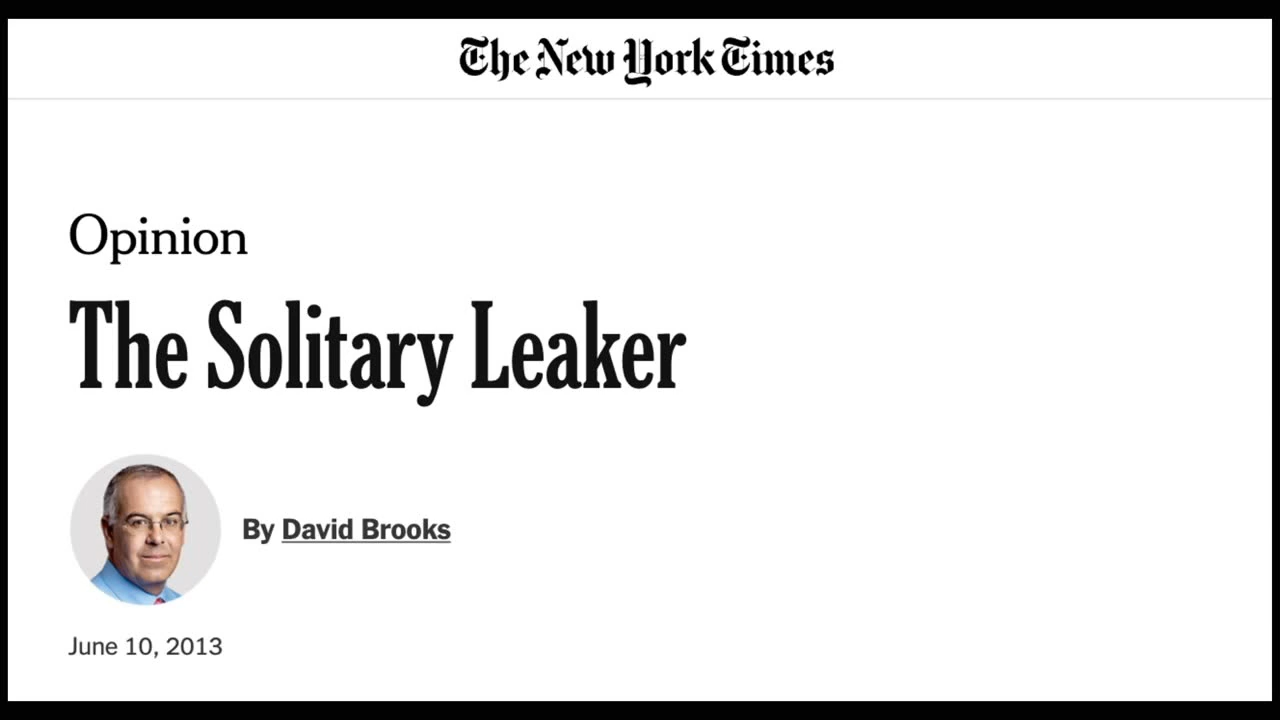 The New York Times
Opinion
The Solitary Leaker
By David Brooks
June 10, 2013